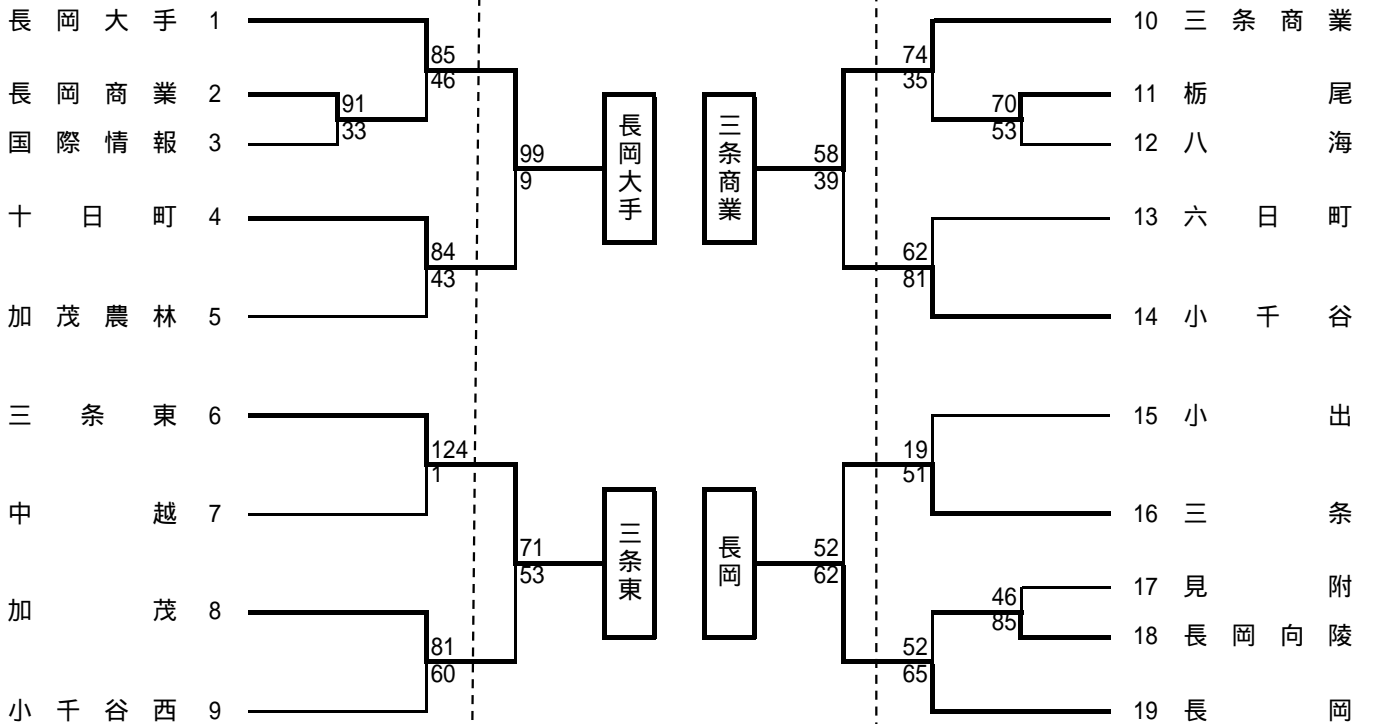 長岡大手 1
85
46
長岡商業 2
91
33
国際情報 3
99
9
十日町 4
84
43
加茂農林 5
長岡大手
三条東 6
124
1
中越 7
71
53
加茂 8
81
60
小千谷西 9
三条東
10 三条商業
74
35
11 栃尾
70
53
12 八海
58
39
13 六日町
62
81
14 小千谷
三条商業
15 小出
19
51
16 三条
52
62
17 見附
46
85
18 長岡向陵
52
65
19 長岡
長岡